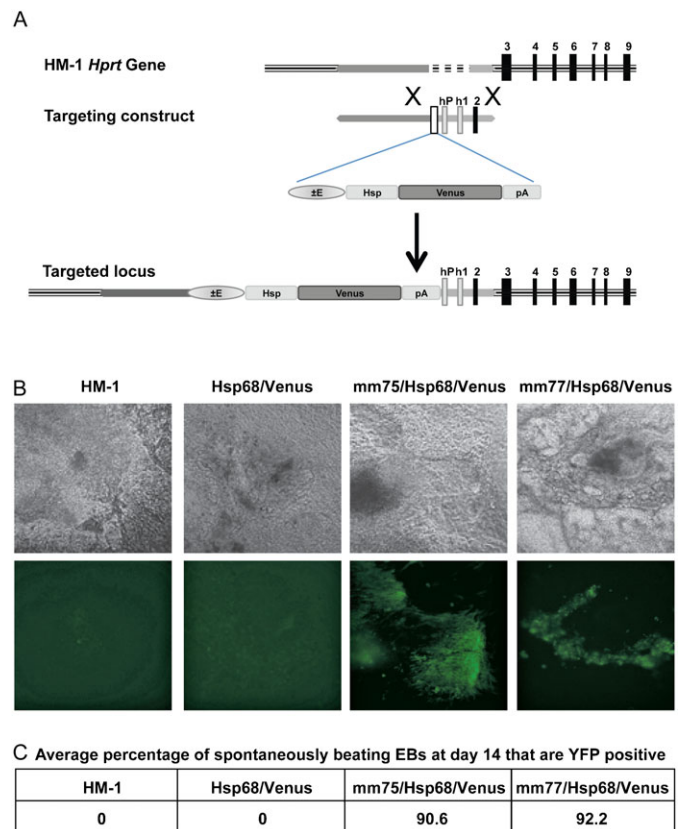 A
HM-1 Hprt Gene
3 4 5 6 7 8 9
X X
Targeting construct
hP h1 2
±E Hsp Venus pA
Targeted locus
hP h1 2 3 4 5 6 7 8 9
±E Hsp Venus pA
B
HM-1 Hsp68/Venus mm75/Hsp68/Venus mm77/Hsp68/Venus
C Average percentage of spontaneously beating EBs at day 14 that are YFP positive
HM-1 Hsp68/Venus mm75/Hsp68/Venus mm77/Hsp68/Venus
0 0 90.6 92.2